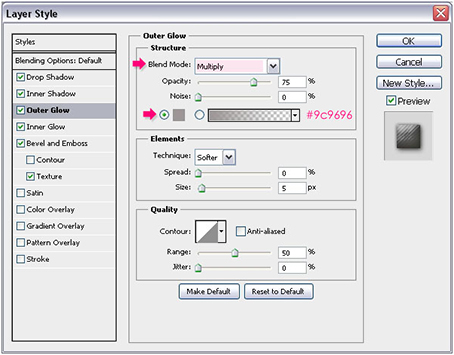 Layer Style
Styles
Blending Options: Default
Drop Shadow
Inner Shadow
Outer Glow
Inner Glow
Bevel and Emboss
Contour
Texture
Satin
Color Overlay
Gradient Overlay
Pattern Overlay
Stroke
Outer Glow
Structure
Blend Mode: Multiply
Opacity: 75 %
Noise: 0 %
#9c9696
Elements
Technique: Softer
Spread: 0 %
Size: 5 px
Quality
Contour: Anti-aliased
Range: 50 %
Jitter: 0 %
Make Default Reset to Default
OK
Cancel
New Style...
Preview